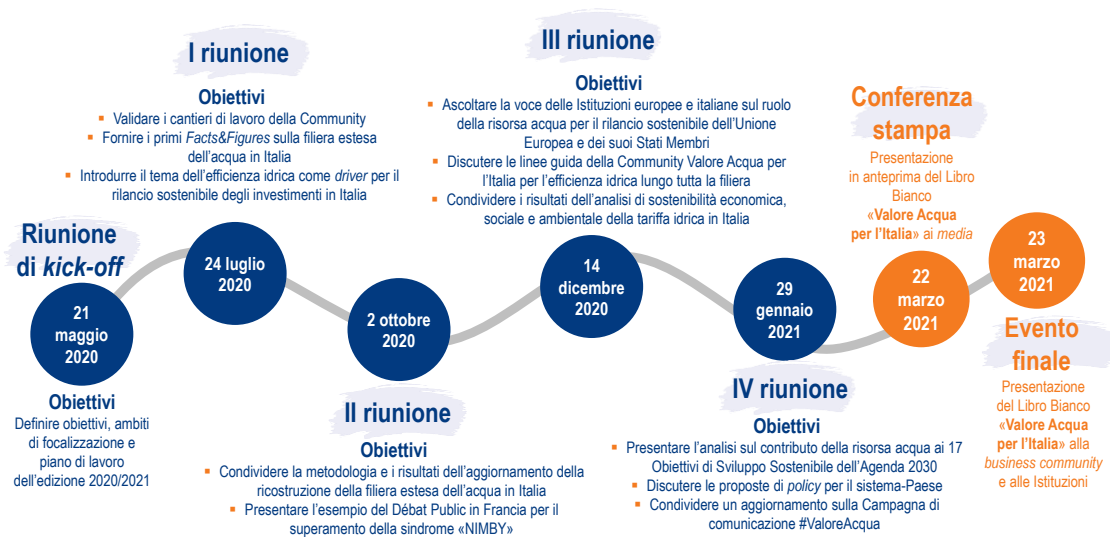 Riunione
di kick-off
21
maggio
2020
Obiettivi
Definire obiettivi, ambiti
di focalizzazione e
piano di lavoro
dell'edizione 2020/2021
I riunione
Obiettivi
▪ Validare i cantieri di lavoro della Community
▪ Fornire i primi Facts&Figures sulla filiera estesa
dell'acqua in Italia
▪ Introdurre il tema dell'efficienza idrica come driver per il
rilancio sostenibile degli investimenti in Italia
24 luglio
2020
2 ottobre
2020
II riunione
Obiettivi
▪ Condividere la metodologia e i risultati dell'aggiornamento della
ricostruzione della filiera estesa dell'acqua in Italia
▪ Presentare l'esempio del Débat Public in Francia per il
superamento della sindrome «NIMBY»
III riunione
Obiettivi
▪ Ascoltare la voce delle Istituzioni europee e italiane sul ruolo
della risorsa acqua per il rilancio sostenibile dell'Unione
Europea e dei suoi Stati Membri
▪ Discutere le linee guida della Community Valore Acqua per
l'Italia per l'efficienza idrica lungo tutta la filiera
▪ Condividere i risultati dell'analisi di sostenibilità economica,
sociale e ambientale della tariffa idrica in Italia
14
dicembre
2020
29
gennaio
2021
IV riunione
Obiettivi
▪ Presentare l'analisi sul contributo della risorsa acqua ai 17
Obiettivi di Sviluppo Sostenibile dell'Agenda 2030
▪ Discutere le proposte di policy per il sistema-Paese
▪ Condividere un aggiornamento sulla Campagna di
comunicazione #ValoreAcqua
Conferenza
stampa
Presentazione
in anteprima del Libro
Bianco
«Valore Acqua
per l'Italia» ai media
22
marzo
2021
23
marzo
2021
Evento
finale
Presentazione
del Libro Bianco
«Valore Acqua
per l'Italia» alla
business community
e alle Istituzioni